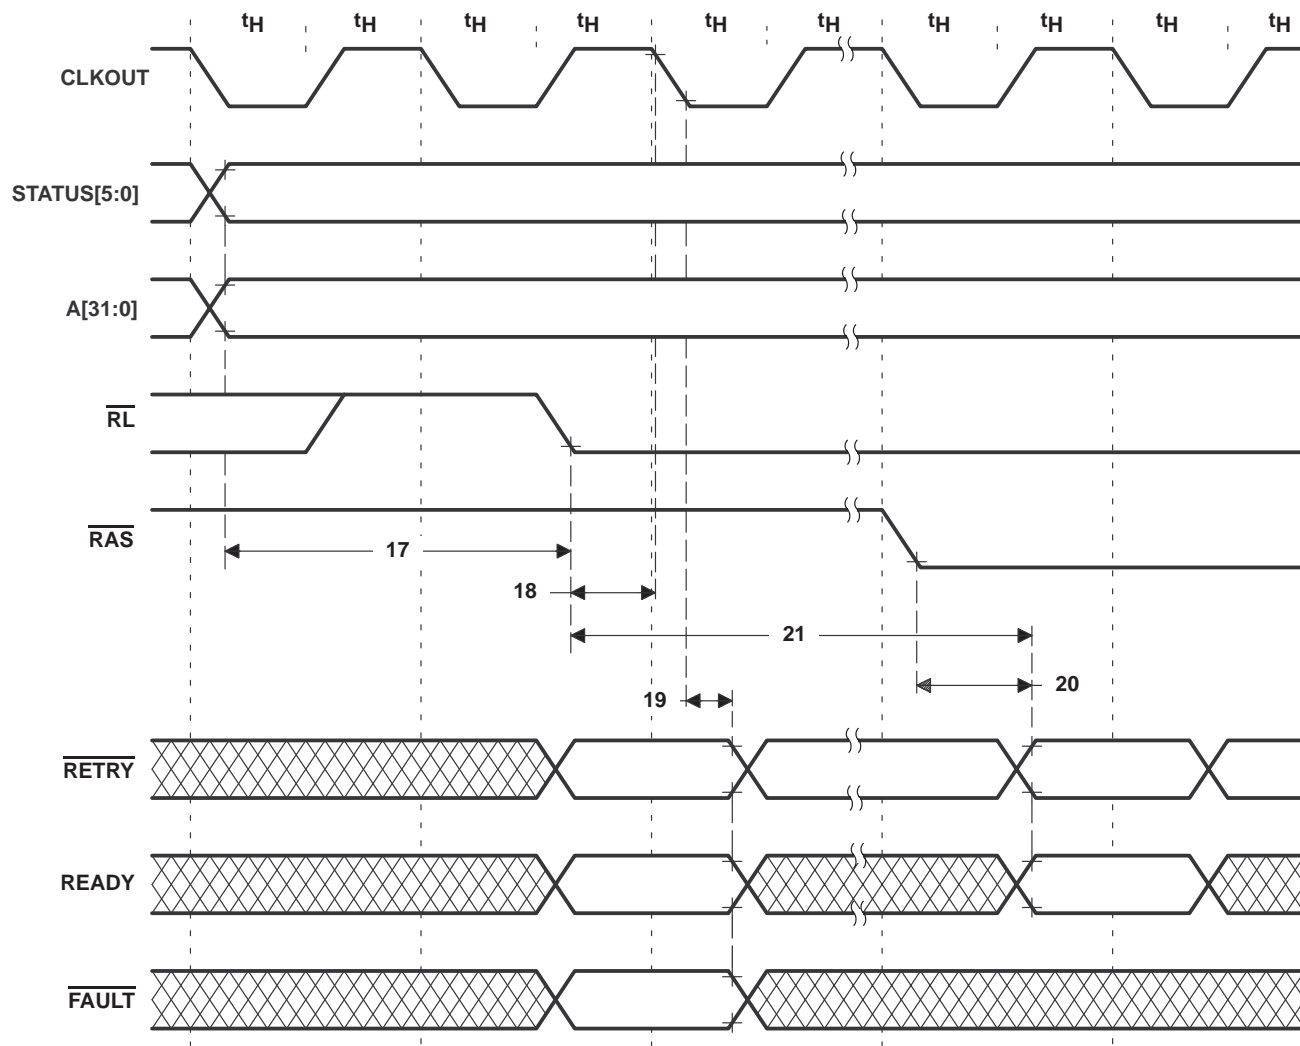 tH tH tH tH tH tH tH tH tH tH
CLKOUT
STATUS[5:0]
A[31:0]
RL
RAS
17
18
21
20
19
RETRY
READY
FAULT